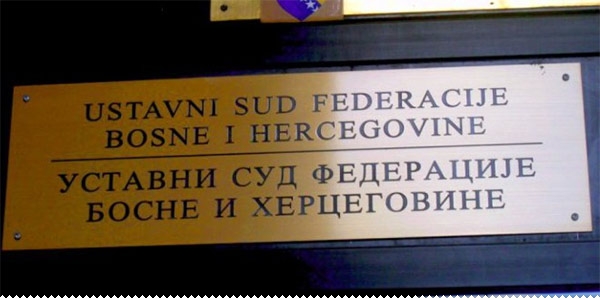 USTAVNI SUD FEDERACIJE
BOSNE I HERCEGOVINE
УСТАВНИ СУД ФЕДЕРАЦИЈЕ
БОСНЕ И ХЕРЦЕГОВИНЕ